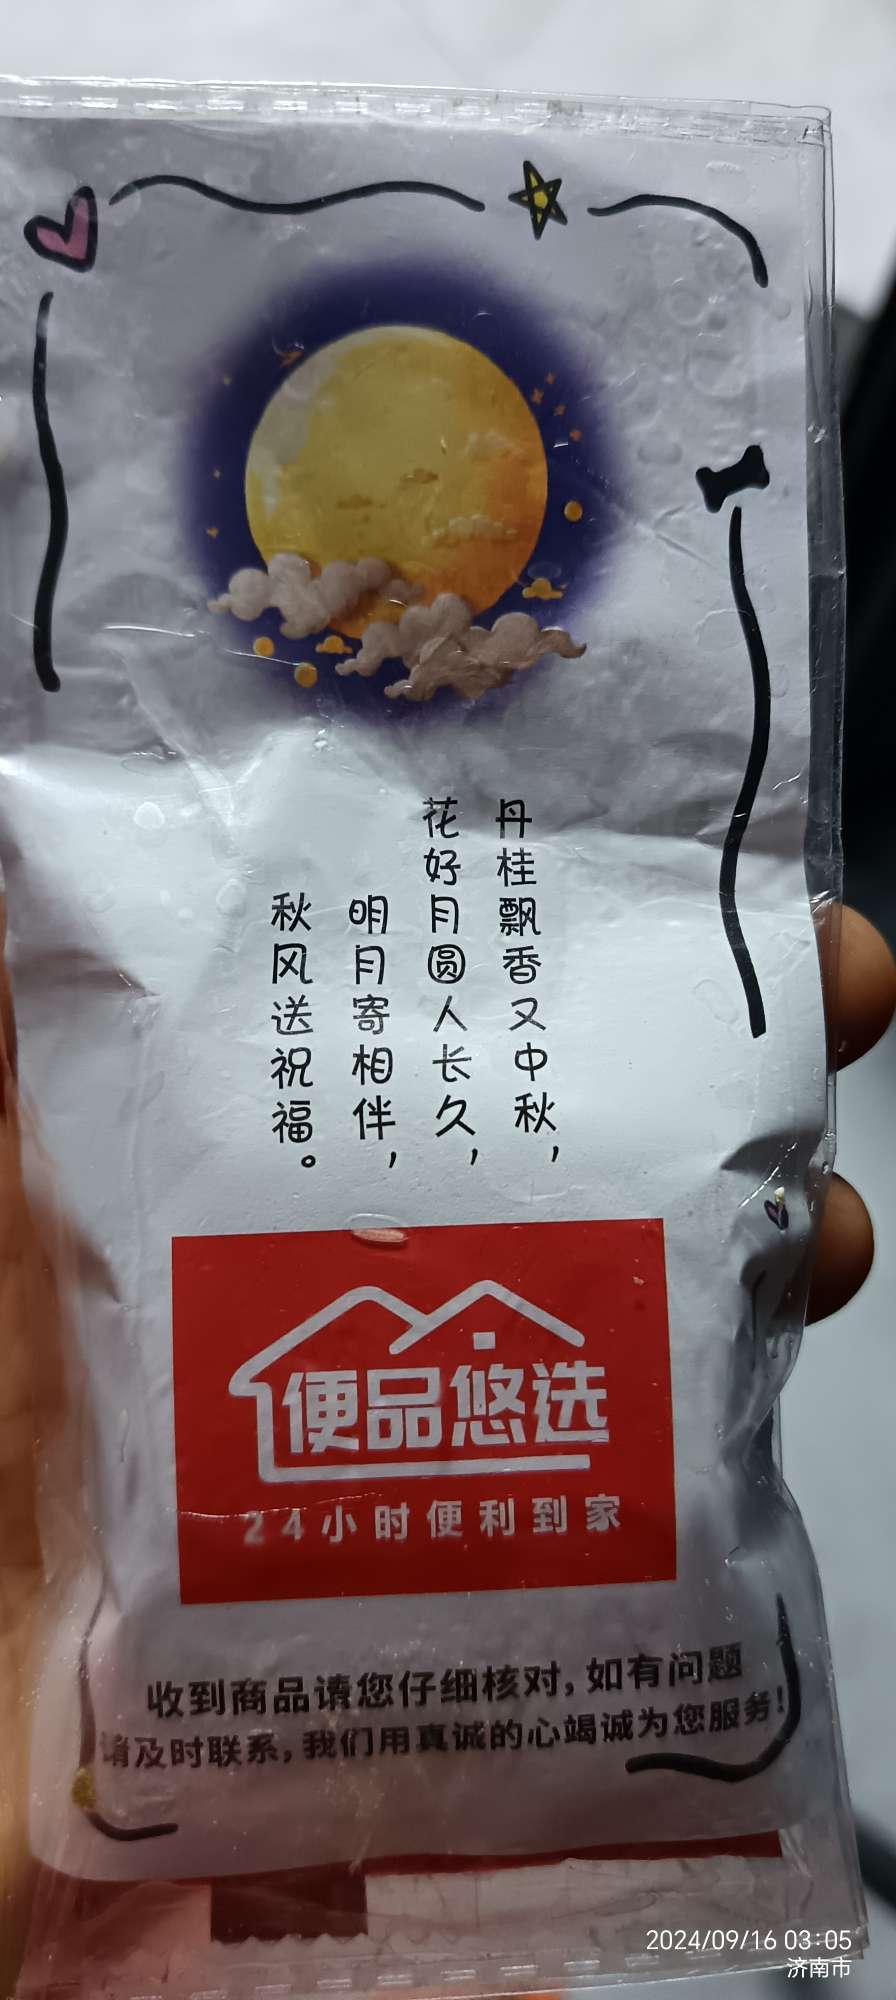 丹桂飘香又中秋，
花好月圆人长久，
明月寄相伴，
秋风送祝福。
便品悠选
24小时便利到家
收到商品请您仔细核对，如有问题
请及时联系，我们用真诚的心竭诚为您服务！
2024/09/16 03:05
济南市